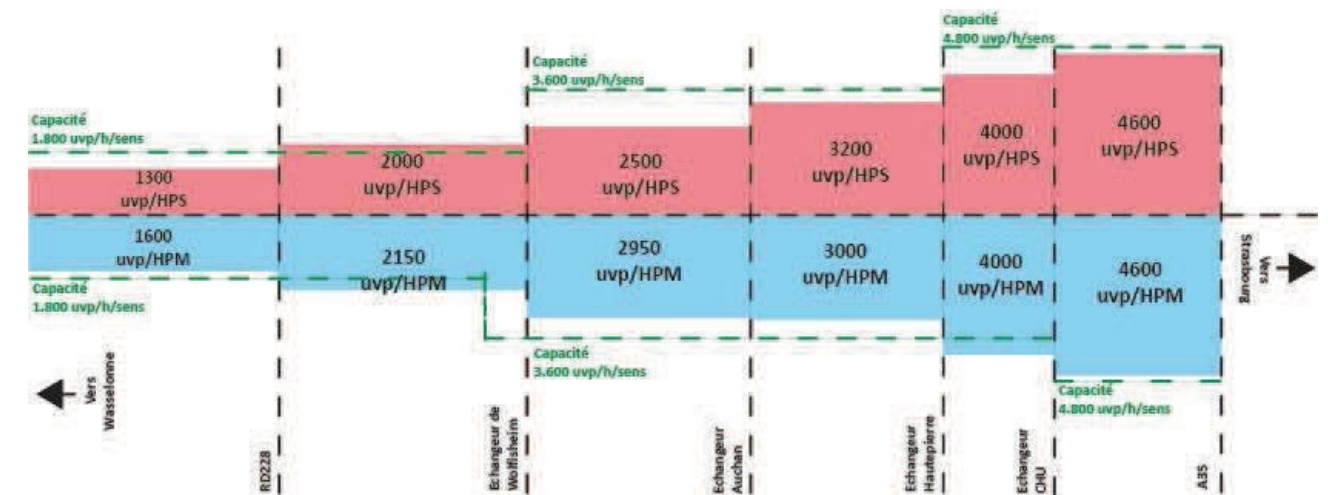 Capacité
4.800 uvp/h/sens
Capacité
3.600 uvp/h/sens
Capacité
1.800 uvp/h/sens
1300
uvp/HPS
2000
uvp/HPS
2500
uvp/HPS
3200
uvp/HPS
4000
uvp/HPS
4600
uvp/HPS
1600
uvp/HPM
2150
uvp/HPM
2950
uvp/HPM
3000
uvp/HPM
4000
uvp/HPM
4600
uvp/HPM
Vers
Strasbourg
Capacité
1.800 uvp/h/sens
Capacité
3.600 uvp/h/sens
Capacité
4.800 uvp/h/sens
Vers
Wasselonne
RD228
Echangeur de
Wolfisheim
Echangeur
Auchan
Echangeur
Hautepierre
Echangeur
CHU
A35